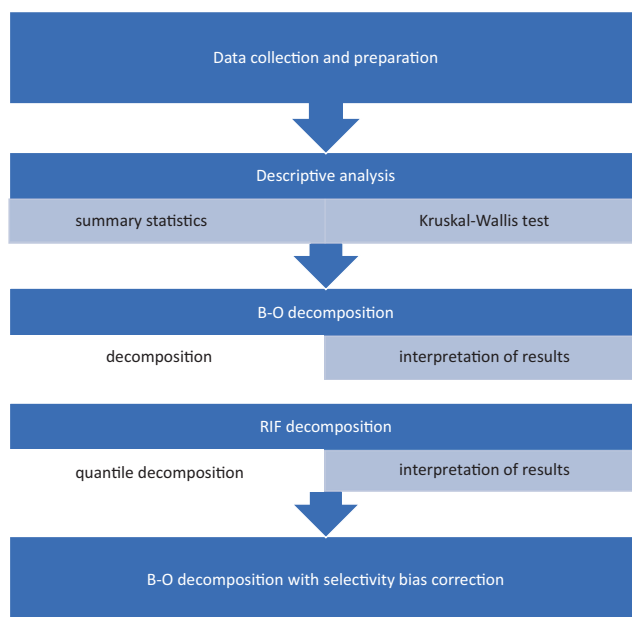 Data collection and preparation
Descriptive analysis
summary statistics
Kruskal-Wallis test
B-O decomposition
decomposition
interpretation of results
RIF decomposition
quantile decomposition
interpretation of results
B-O decomposition with selectivity bias correction